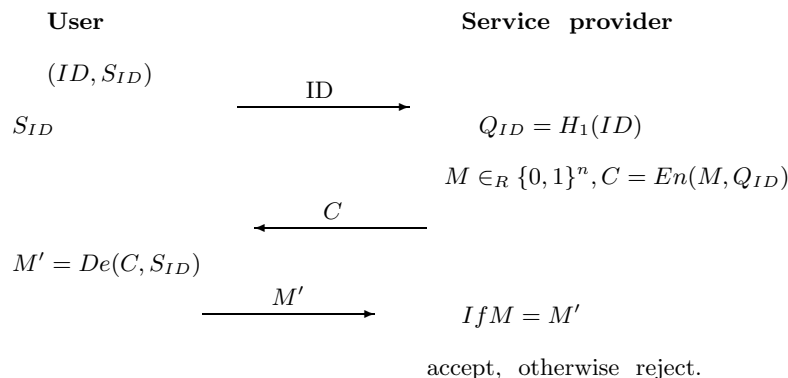 User Service provider
(ID, S_{ID})
ID
S_{ID} Q_{ID} = H_1(ID)
M ∈_R {0, 1}^n, C = En(M, Q_{ID})
C
M′ = De(C, S_{ID})
M′
IfM = M′
accept, otherwise reject.